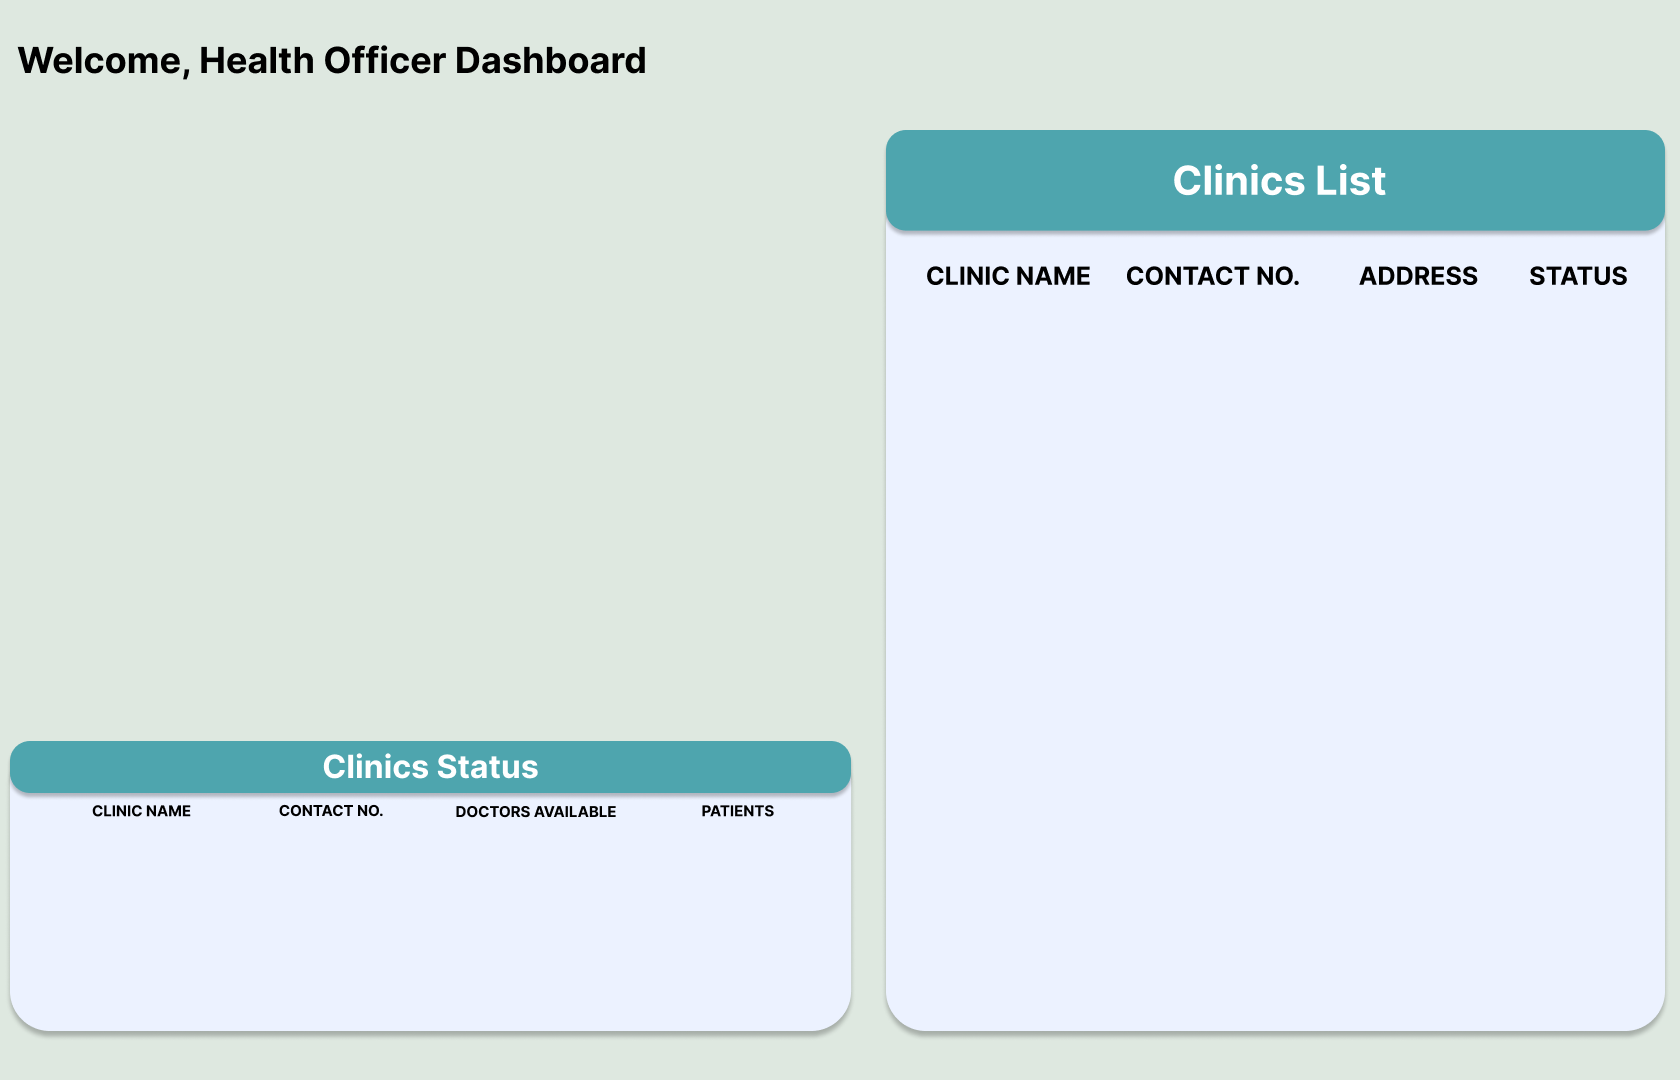 Welcome, Health Officer Dashboard
Clinics List
CLINIC NAME CONTACT NO. ADDRESS STATUS
Clinics Status
CLINIC NAME CONTACT NO. DOCTORS AVAILABLE PATIENTS